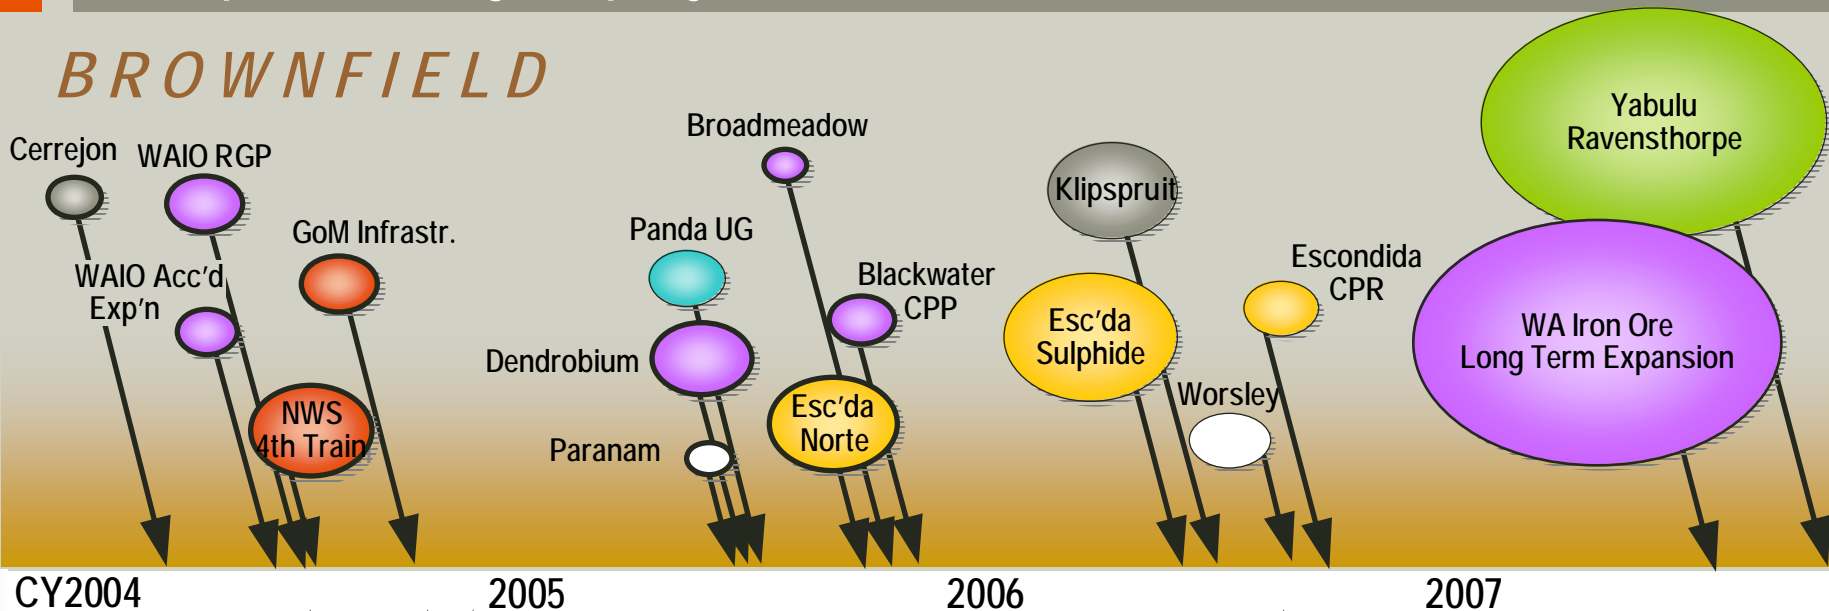 BROWNFIELD
Cerrejon
WAIO RGP
WAIO Acc'd
Exp'n
GoM Infrastr.
NWS
4th Train
Broadmeadow
Panda UG
Dendrobium
Paranam
Blackwater
CPP
Esc'da
Norte
Klipspruit
Esc'da
Sulphide
Worsley
Escondida
CPR
Yabulu
Ravensthorpe
WA Iron Ore
Long Term Expansion
CY2004
2005
2006
2007